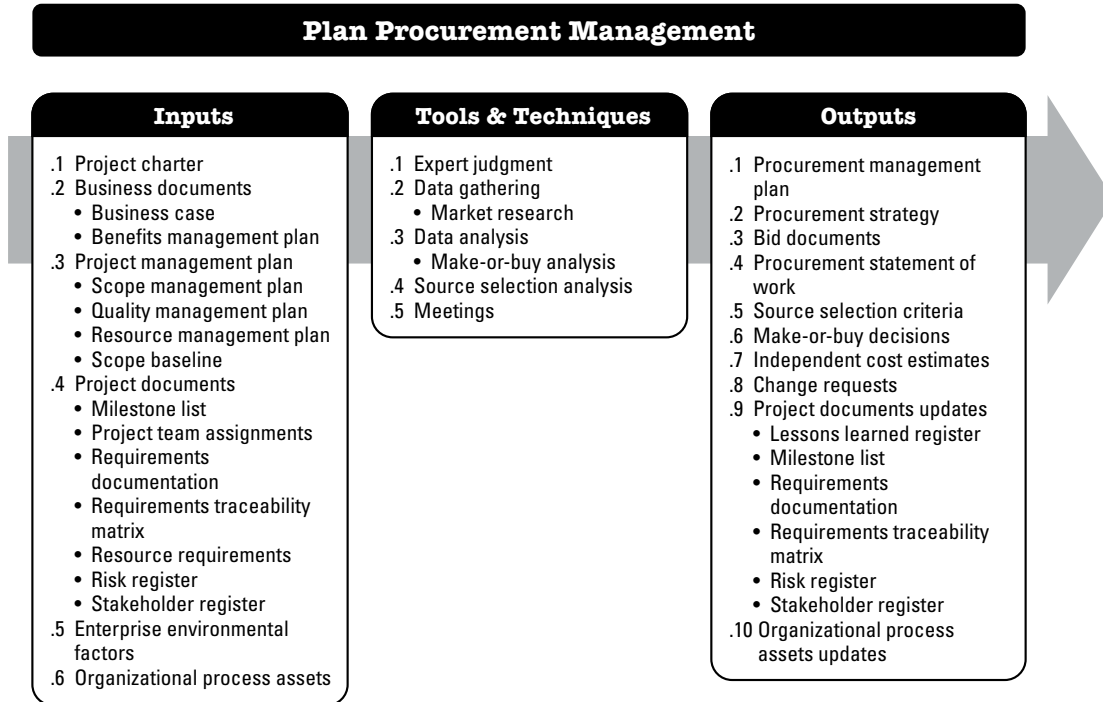 Plan Procurement Management
Inputs
.1 Project charter
.2 Business documents
• Business case
• Benefits management plan
.3 Project management plan
• Scope management plan
• Quality management plan
• Resource management plan
• Scope baseline
.4 Project documents
• Milestone list
• Project team assignments
• Requirements
documentation
• Requirements traceability
matrix
• Resource requirements
• Risk register
• Stakeholder register
.5 Enterprise environmental
factors
.6 Organizational process assets
Tools & Techniques
.1 Expert judgment
.2 Data gathering
• Market research
.3 Data analysis
• Make-or-buy analysis
.4 Source selection analysis
.5 Meetings
Outputs
.1 Procurement management
plan
.2 Procurement strategy
.3 Bid documents
.4 Procurement statement of
work
.5 Source selection criteria
.6 Make-or-buy decisions
.7 Independent cost estimates
.8 Change requests
.9 Project documents updates
• Lessons learned register
• Milestone list
• Requirements
documentation
• Requirements traceability
matrix
• Risk register
• Stakeholder register
.10 Organizational process
assets updates